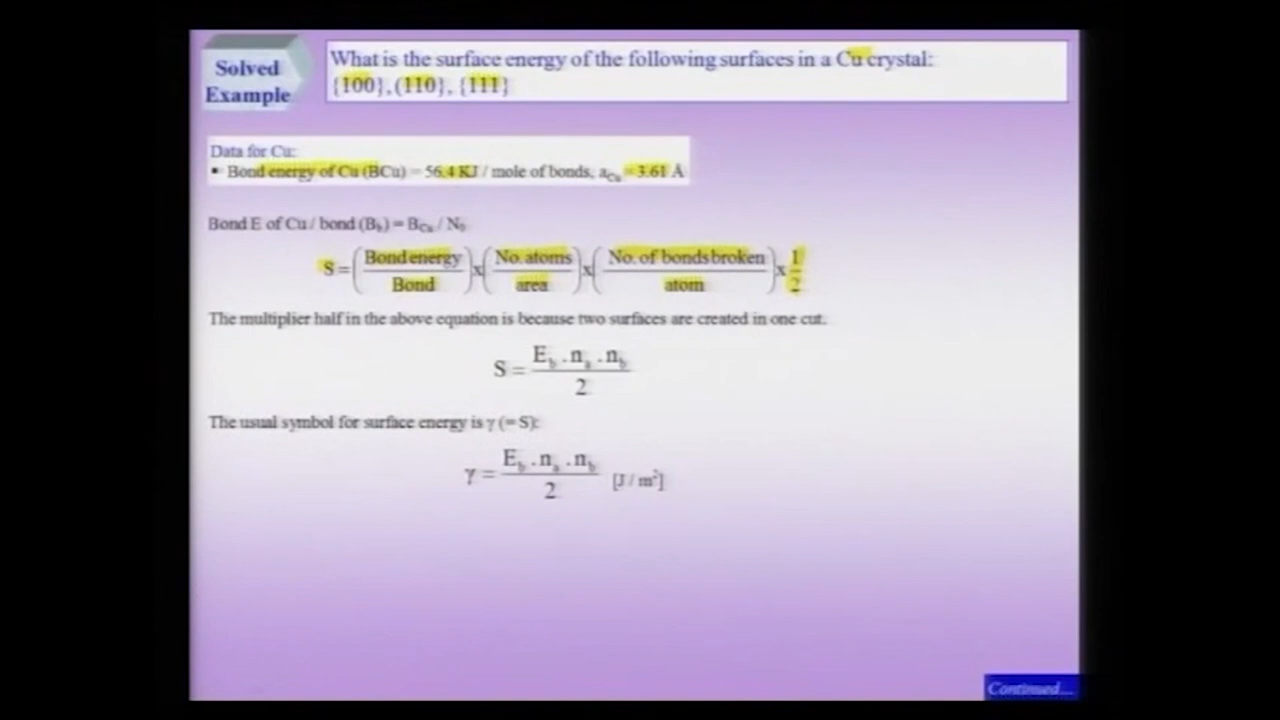 Solved
Example
What is the surface energy of the following surfaces in a Cu crystal:
{100}, (110}, {111}
Data for Cu:
▪ Bond energy of Cu (BCu) = 56.4 KJ / mole of bonds, aCu = 3.61 Å
Bond E of Cu / bond (Bb) = BCu / N0
S = (Bond energy / Bond) x (No. atoms / area) x (No. of bonds broken / atom) x 1/2
The multiplier half in the above equation is because two surfaces are created in one cut.
S = Eb . na . nb / 2
The usual symbol for surface energy is γ (= S):
γ = Eb . na . nb / 2 [J / m²]
Continued...